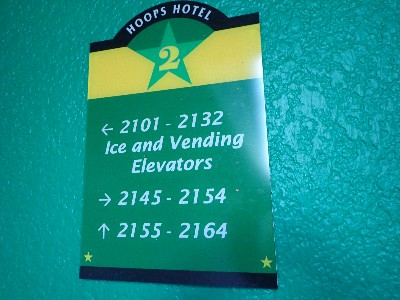 HOOPS HOTEL
2
← 2101 - 2132
Ice and Vending
Elevators
→ 2145 - 2154
↑ 2155 - 2164